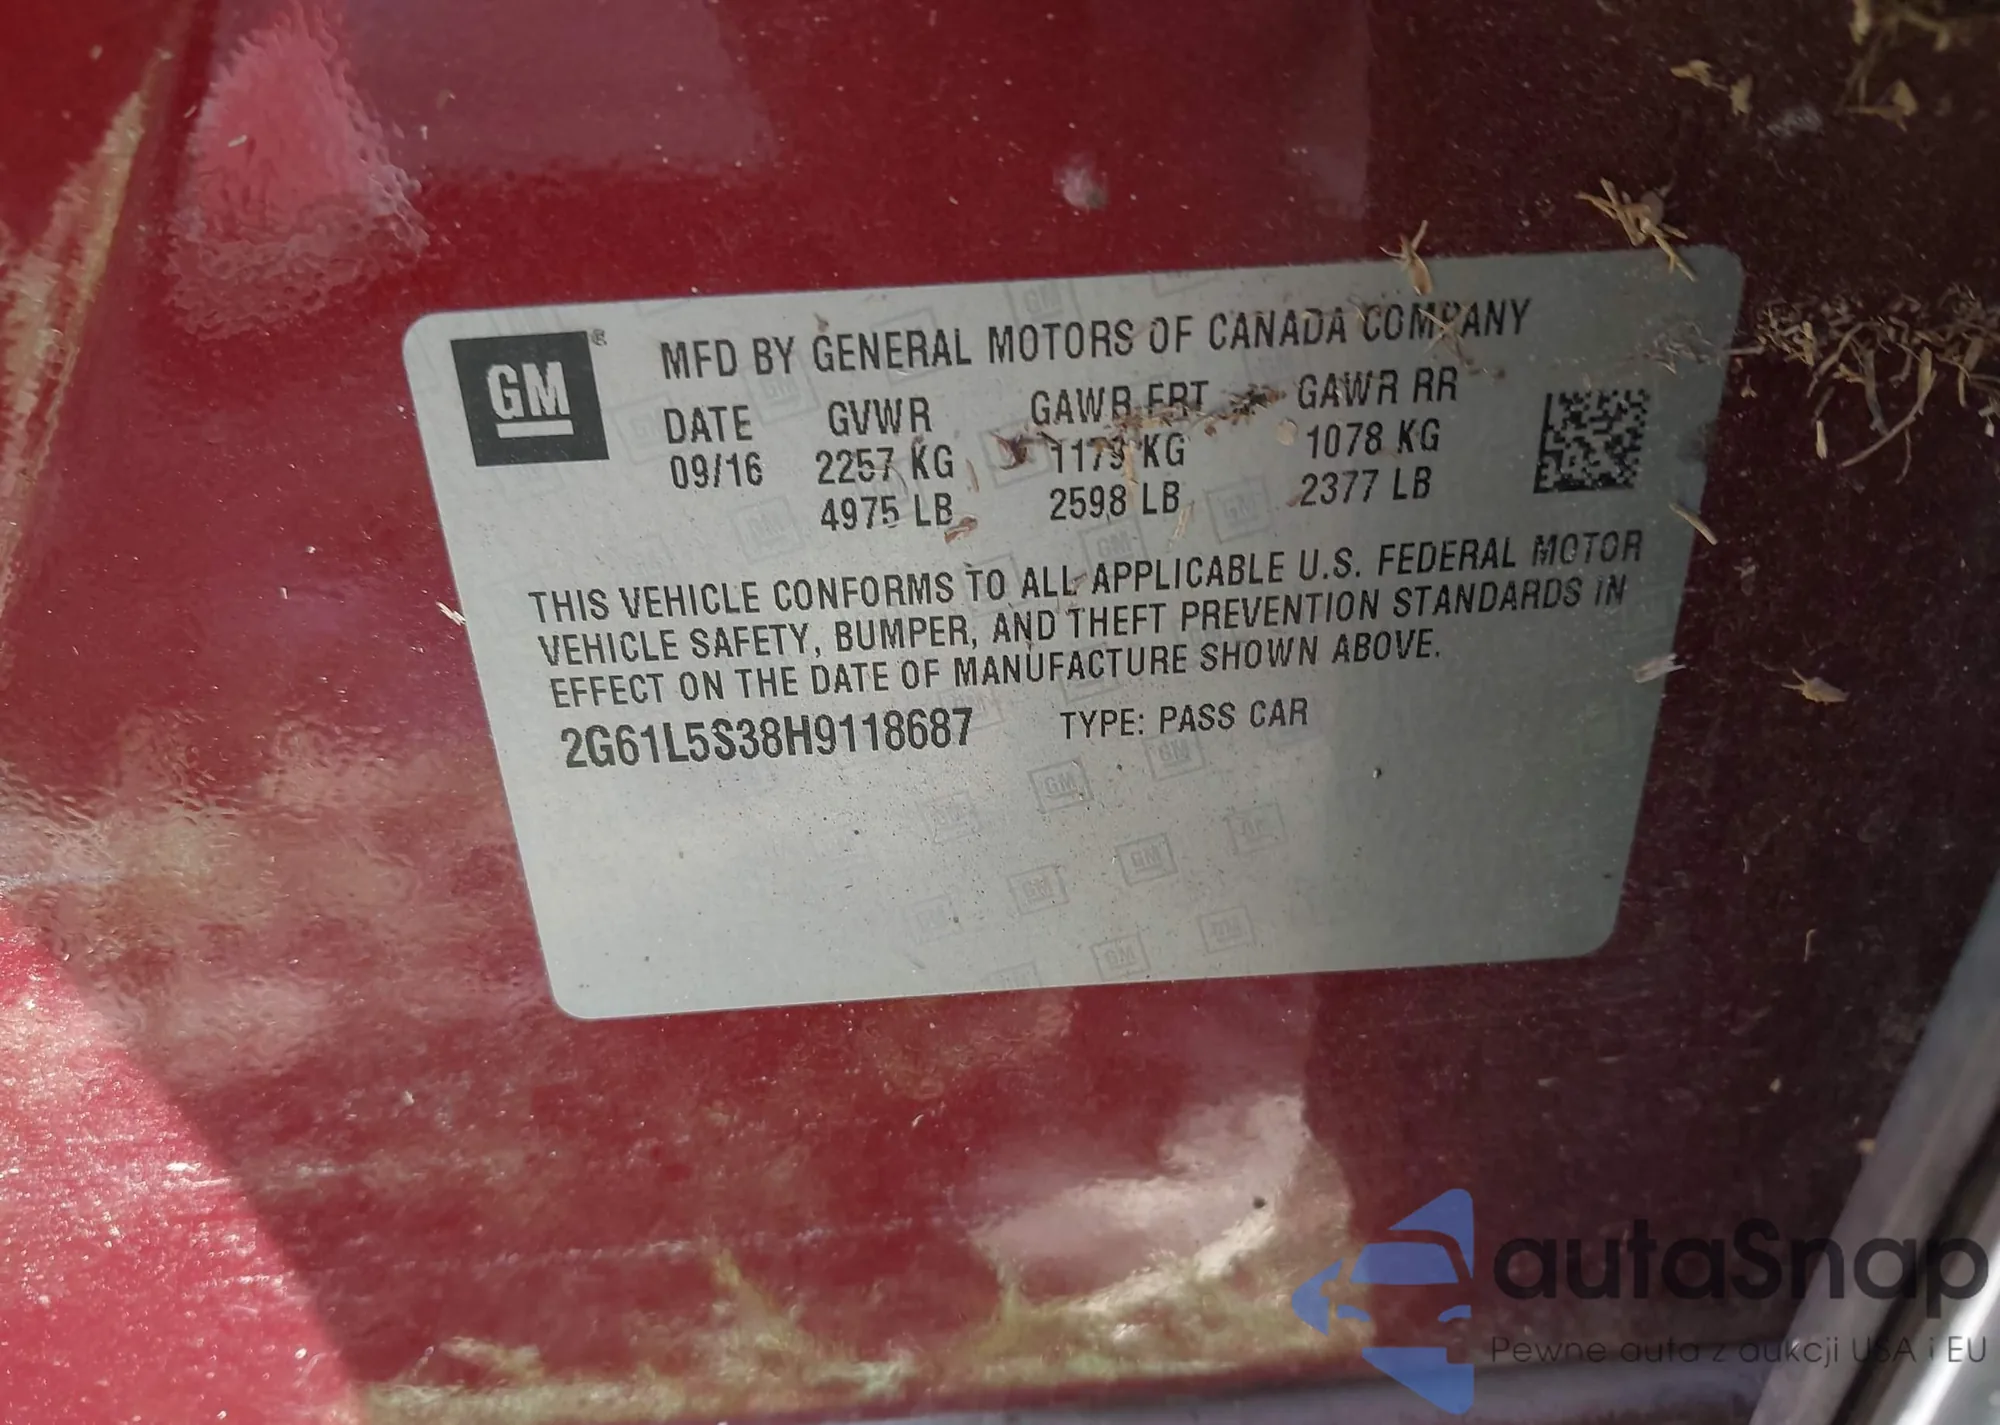 GM®
MFD BY GENERAL MOTORS OF CANADA COMPANY
DATE GVWR GAWR FRT GAWR RR
09/16 2257 KG 1179 KG 1078 KG
4975 LB 2598 LB 2377 LB
THIS VEHICLE CONFORMS TO ALL APPLICABLE U.S. FEDERAL MOTOR
VEHICLE SAFETY, BUMPER, AND THEFT PREVENTION STANDARDS IN
EFFECT ON THE DATE OF MANUFACTURE SHOWN ABOVE.
2G61L5S38H9118687 TYPE: PASS CAR
autaSnap
Pewne auta z aukcji USA i EU